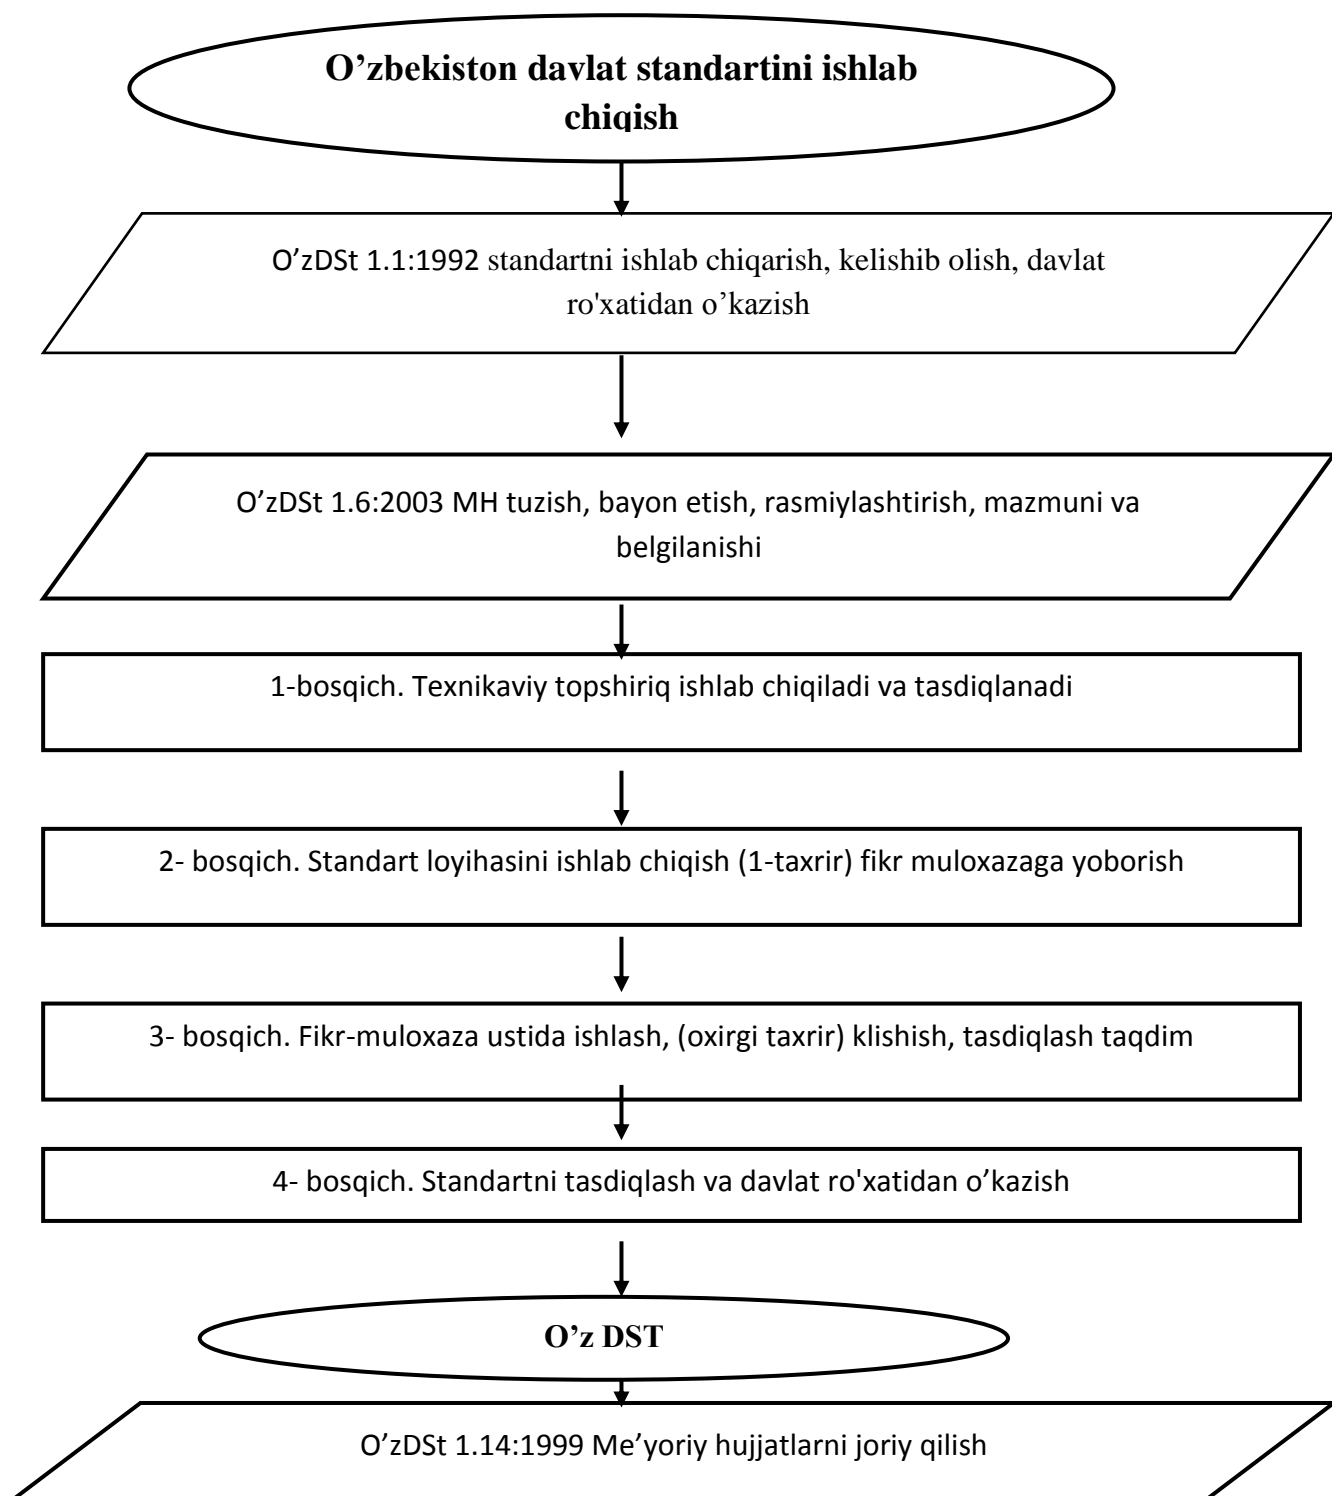 O’zbekiston davlat standartini ishlab
chiqish
O’zDSt 1.1:1992 standartni ishlab chiqarish, kelishib olish, davlat
ro'xatidan o’kazish
O’zDSt 1.6:2003 MH tuzish, bayon etish, rasmiylashtirish, mazmuni va
belgilanishi
1-bosqich. Texnikaviy topshiriq ishlab chiqiladi va tasdiqlanadi
2- bosqich. Standart loyihasini ishlab chiqish (1-taxrir) fikr muloxazaga yoborish
3- bosqich. Fikr-muloxaza ustida ishlash, (oxirgi taxrir) klishish, tasdiqlash taqdim
4- bosqich. Standartni tasdiqlash va davlat ro'xatidan o’kazish
O’z DST
O’zDSt 1.14:1999 Me’yoriy hujjatlarni joriy qilish